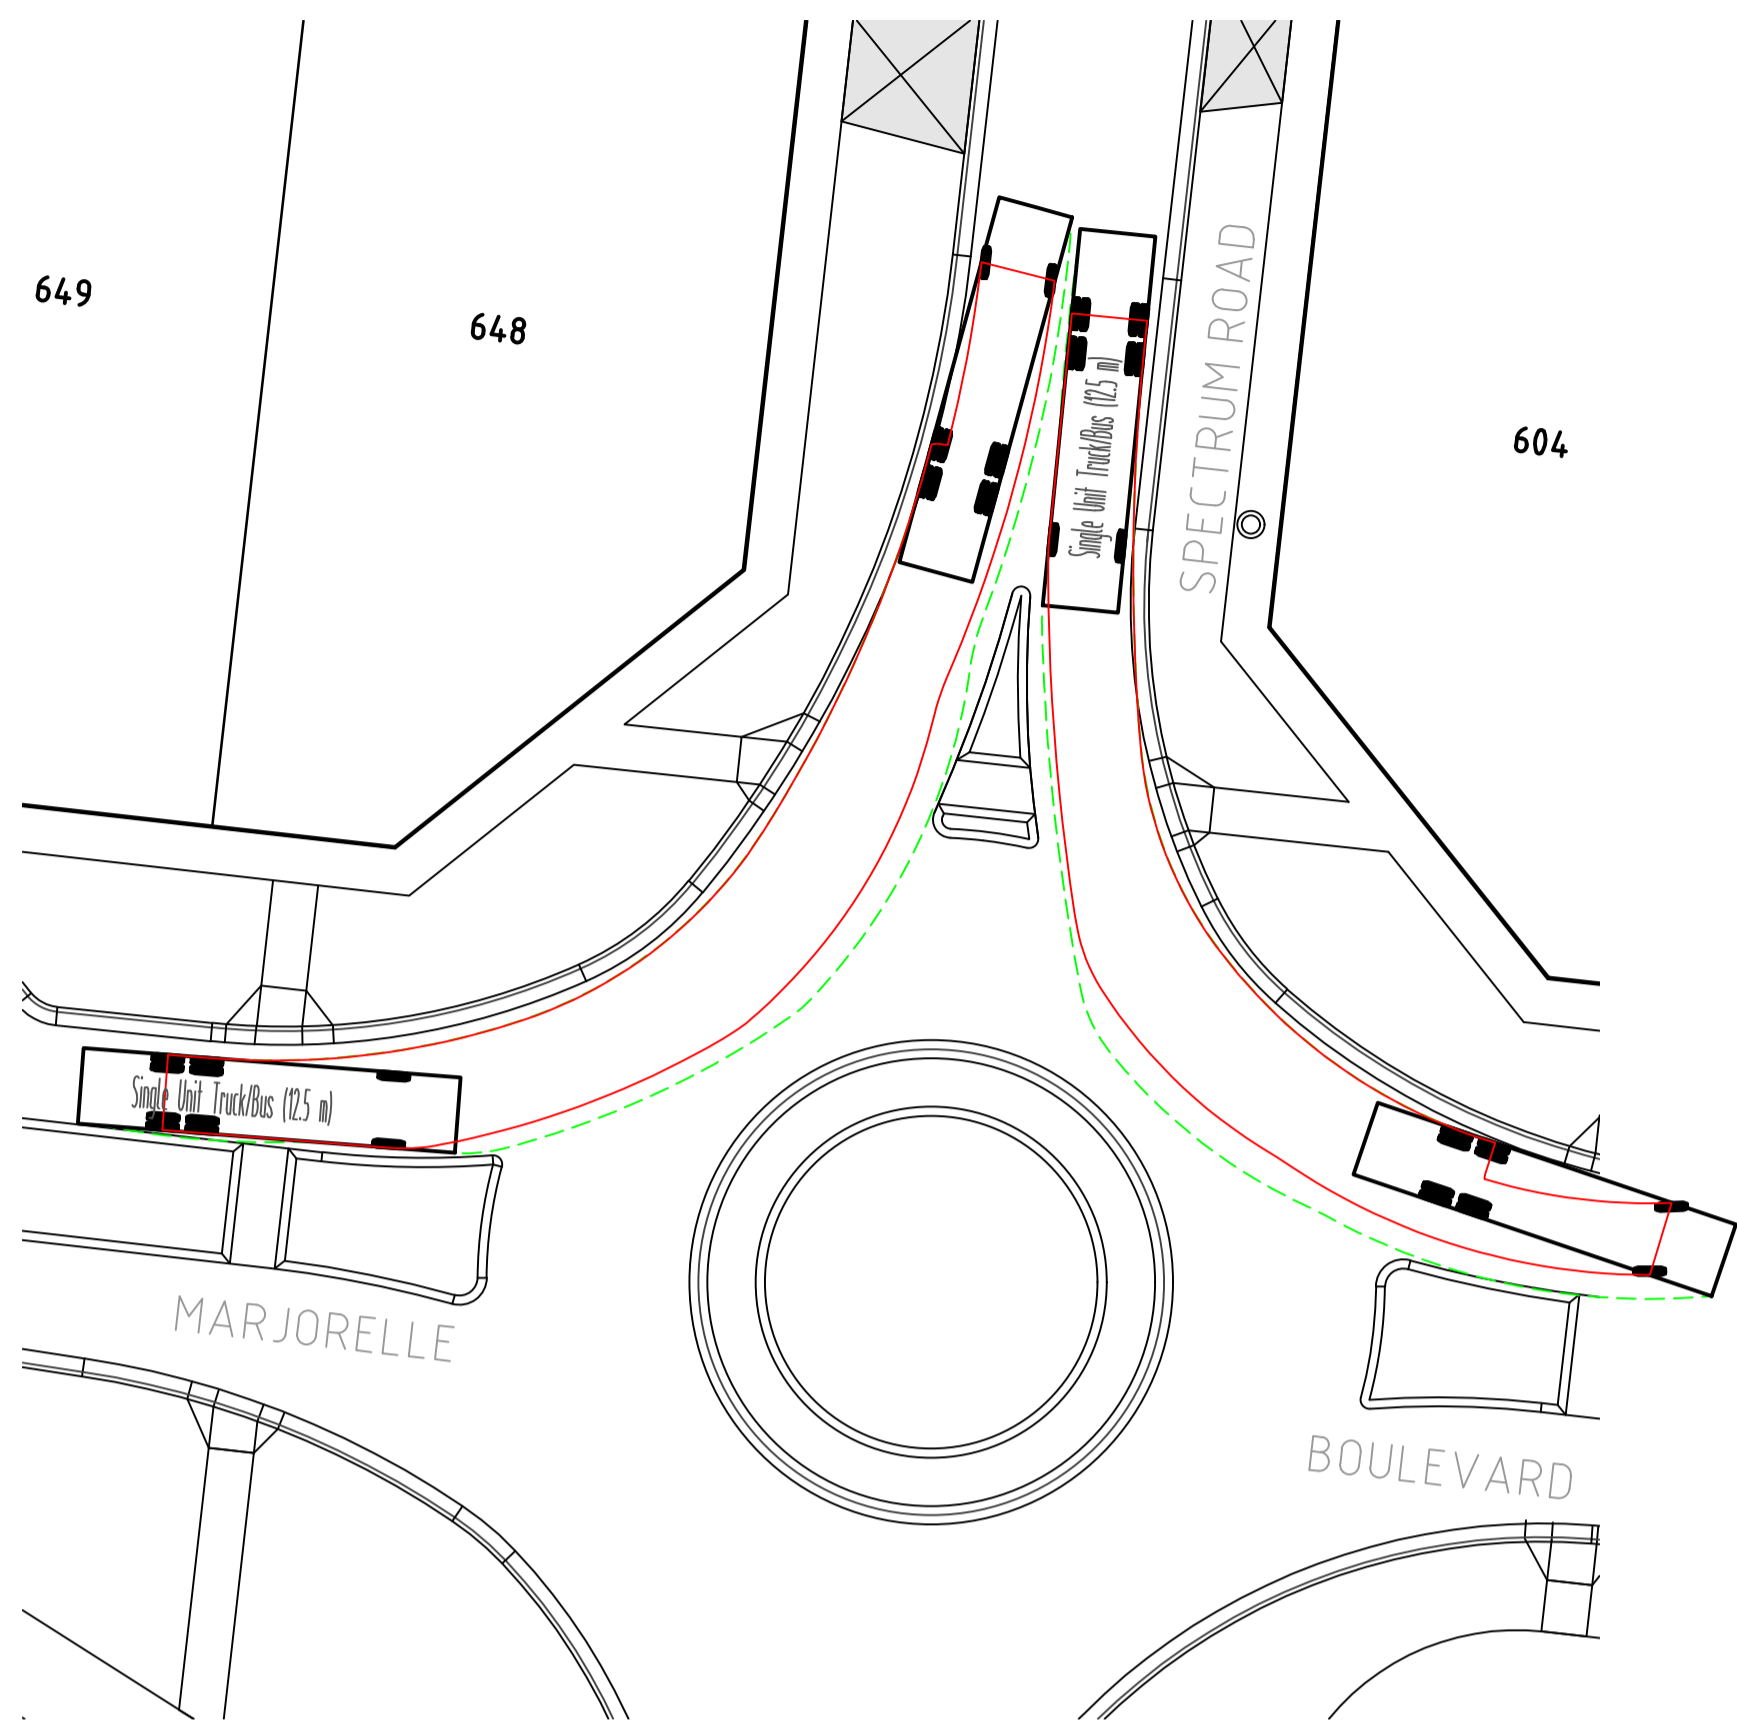 649
648
604
SPECTRUM ROAD
Single Unit Truck/Bus (12.5 m)
Single Unit Truck/Bus (12.5 m)
MARJORELLE
BOULEVARD